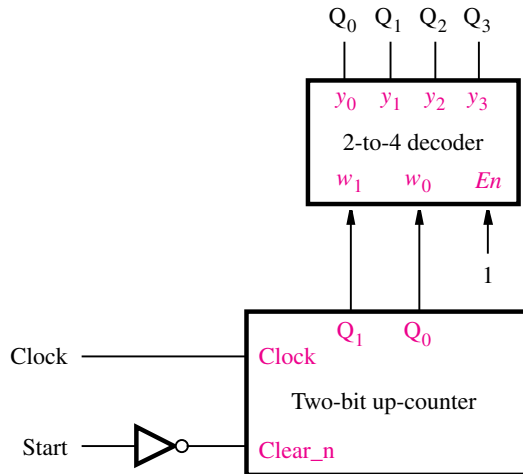 Q0 Q1 Q2 Q3
y0 y1 y2 y3
2-to-4 decoder
w1 w0 En
1
Q1 Q0
Clock Clock
Two-bit up-counter
Start Clear_n